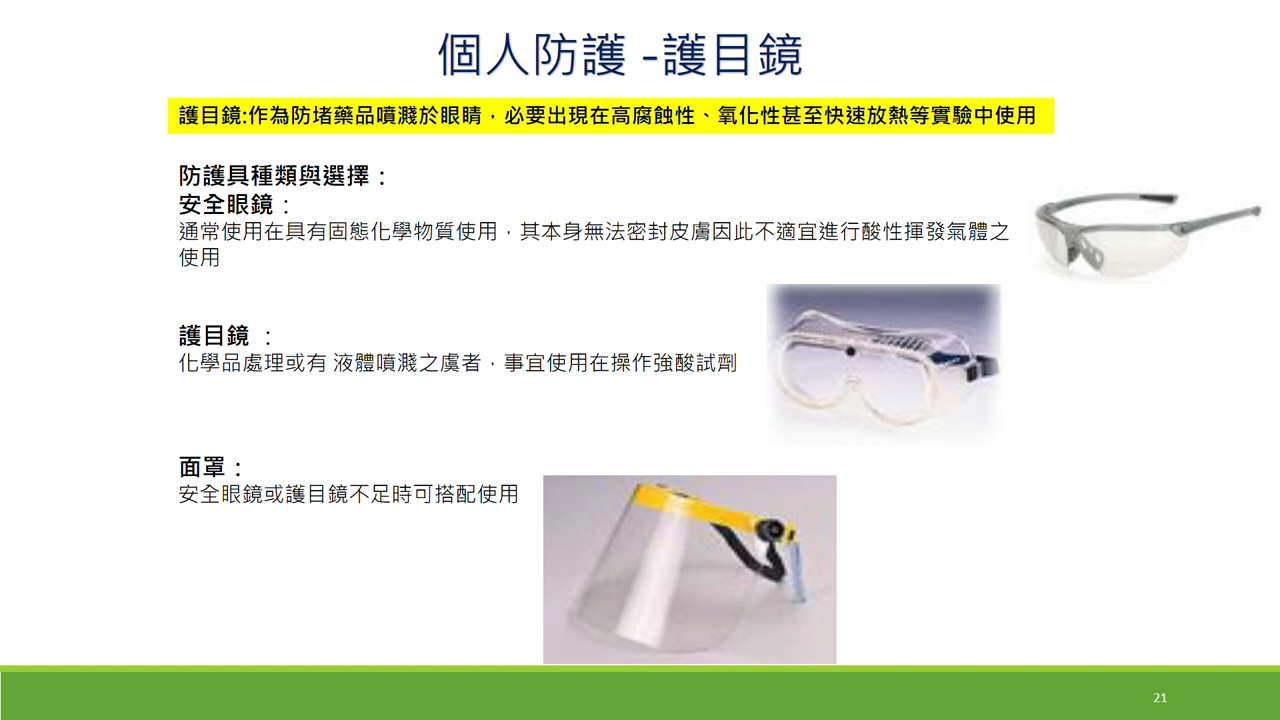 個人防護 -護目鏡
護目鏡:作為防堵藥品噴濺於眼睛，必要出現在高腐蝕性、氧化性甚至快速放熱等實驗中使用
防護具種類與選擇：
安全眼鏡：
通常使用在具有固態化學物質使用，其本身無法密封皮膚因此不適宜進行酸性揮發氣體之
使用
護目鏡 ：
化學品處理或有 液體噴濺之虞者，事宜使用在操作強酸試劑
面罩：
安全眼鏡或護目鏡不足時可搭配使用
21